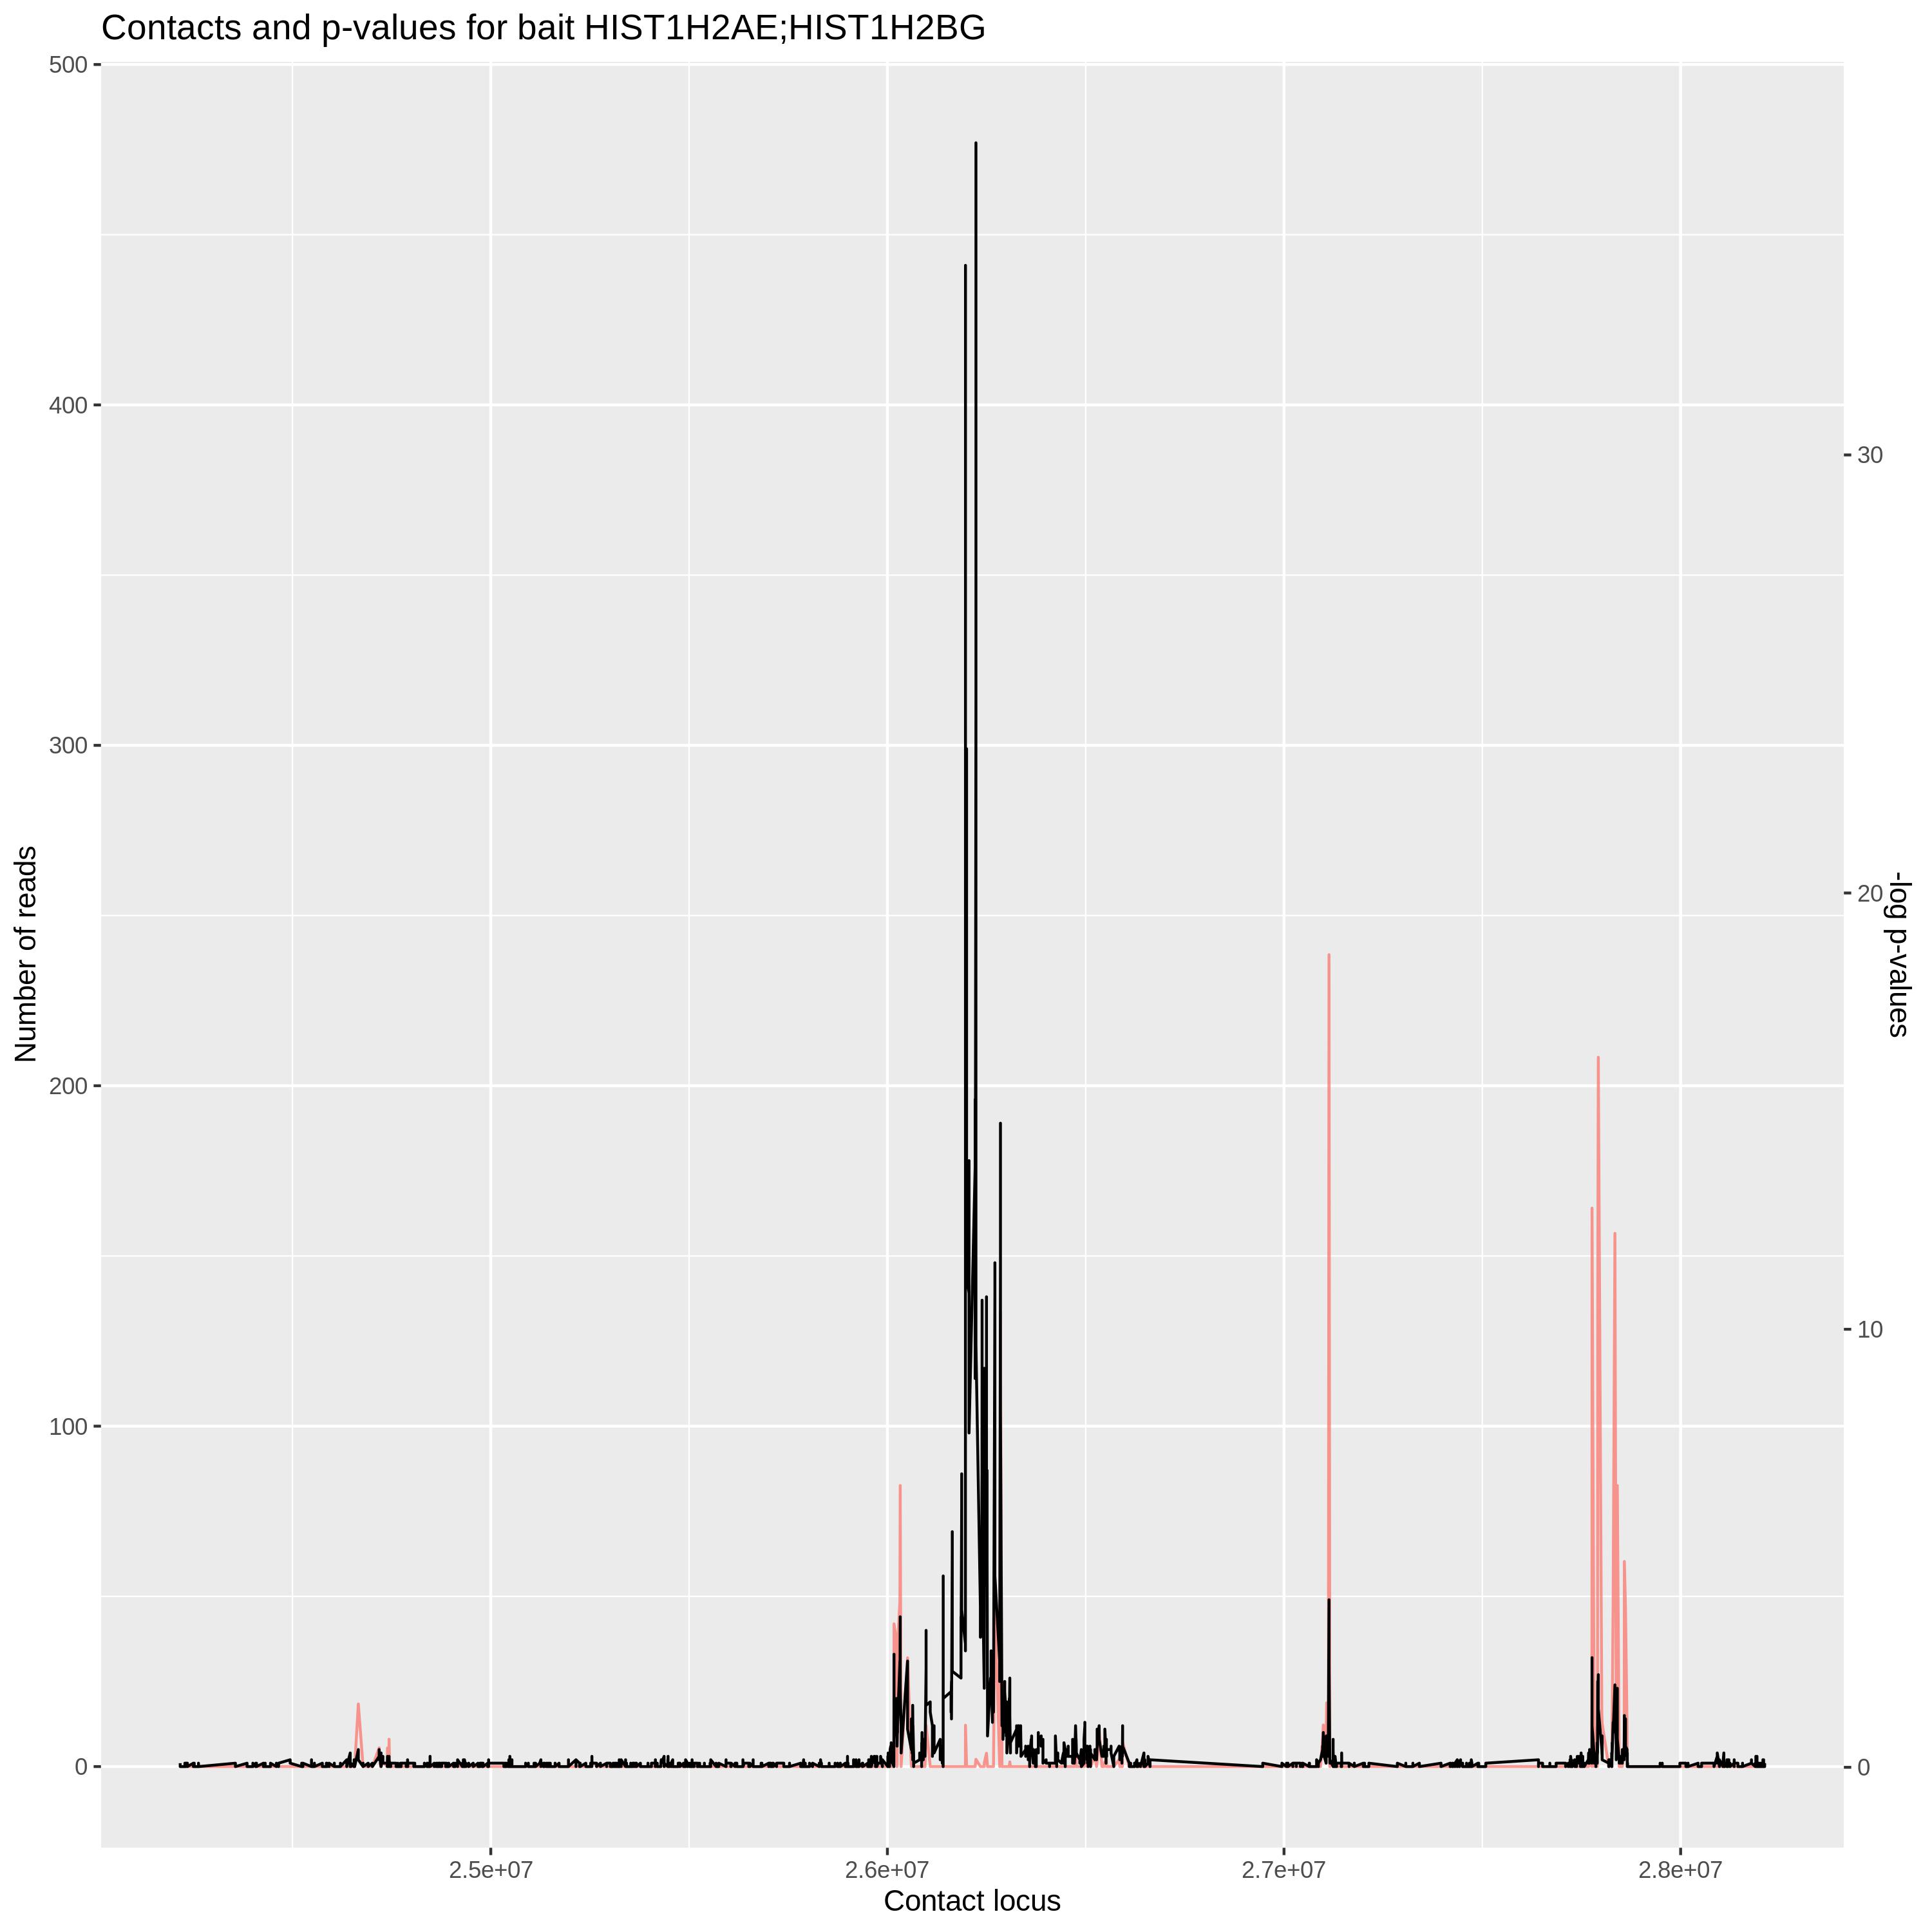 Contacts and p-values for bait HIST1H2AE;HIST1H2BG
500
400
300
200
100
0
Number of reads
30
20
10
0
-log p-values
2.5e+07
2.6e+07
2.7e+07
2.8e+07
Contact locus